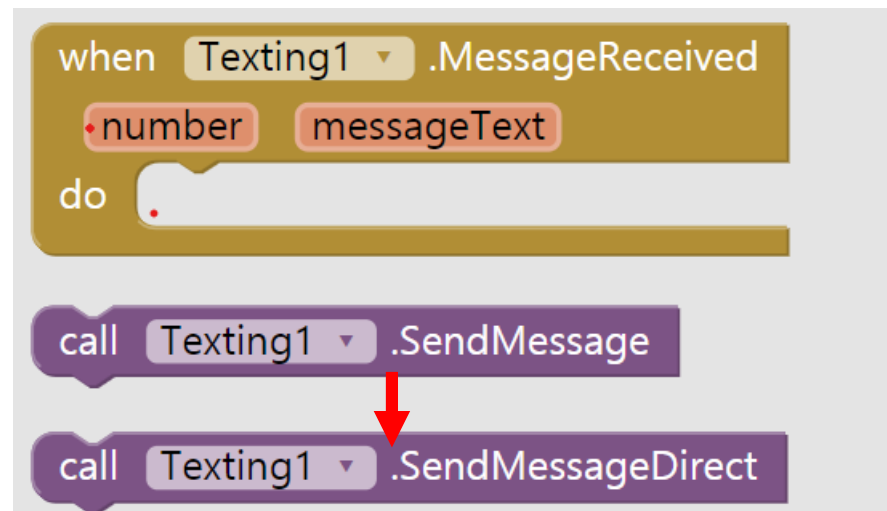 when Texting1 .MessageReceived
number messageText
do
call Texting1 .SendMessage
call Texting1 .SendMessageDirect